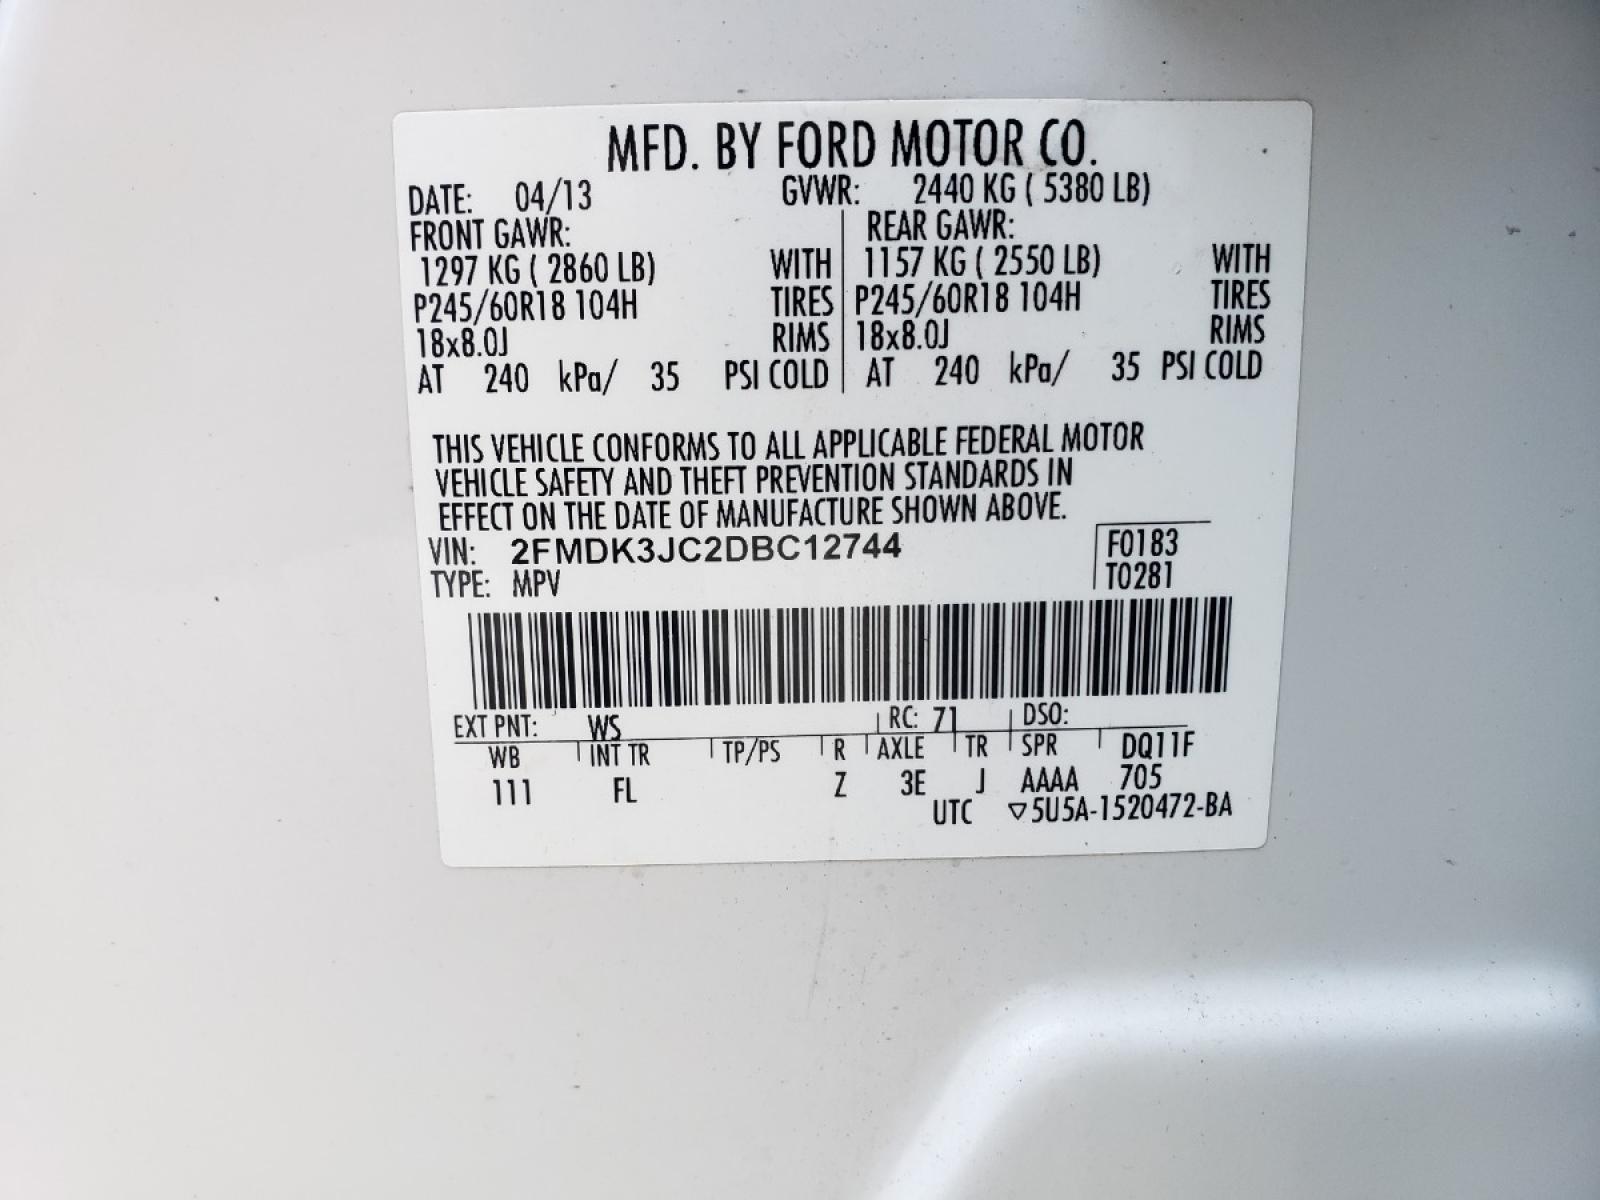 MFD. BY FORD MOTOR CO.
DATE: 04/13 GVWR: 2440 KG ( 5380 LB)
FRONT GAWR: REAR GAWR:
1297 KG ( 2860 LB) WITH 1157 KG ( 2550 LB) WITH
P245/60R18 104H TIRES P245/60R18 104H TIRES
18x8.0J RIMS 18x8.0J RIMS
AT 240 kPa/ 35 PSI COLD AT 240 kPa/ 35 PSI COLD
THIS VEHICLE CONFORMS TO ALL APPLICABLE FEDERAL MOTOR
VEHICLE SAFETY AND THEFT PREVENTION STANDARDS IN
EFFECT ON THE DATE OF MANUFACTURE SHOWN ABOVE.
VIN: 2FMDK3JC2DBC12744 F0183
TYPE: MPV T0281
EXT PNT: WS RC: 71 DSO:
WB INT TR TP/PS R AXLE TR SPR DQ11F
111 FL Z 3E J AAAA 705
UTC ▽5U5A-1520472-BA